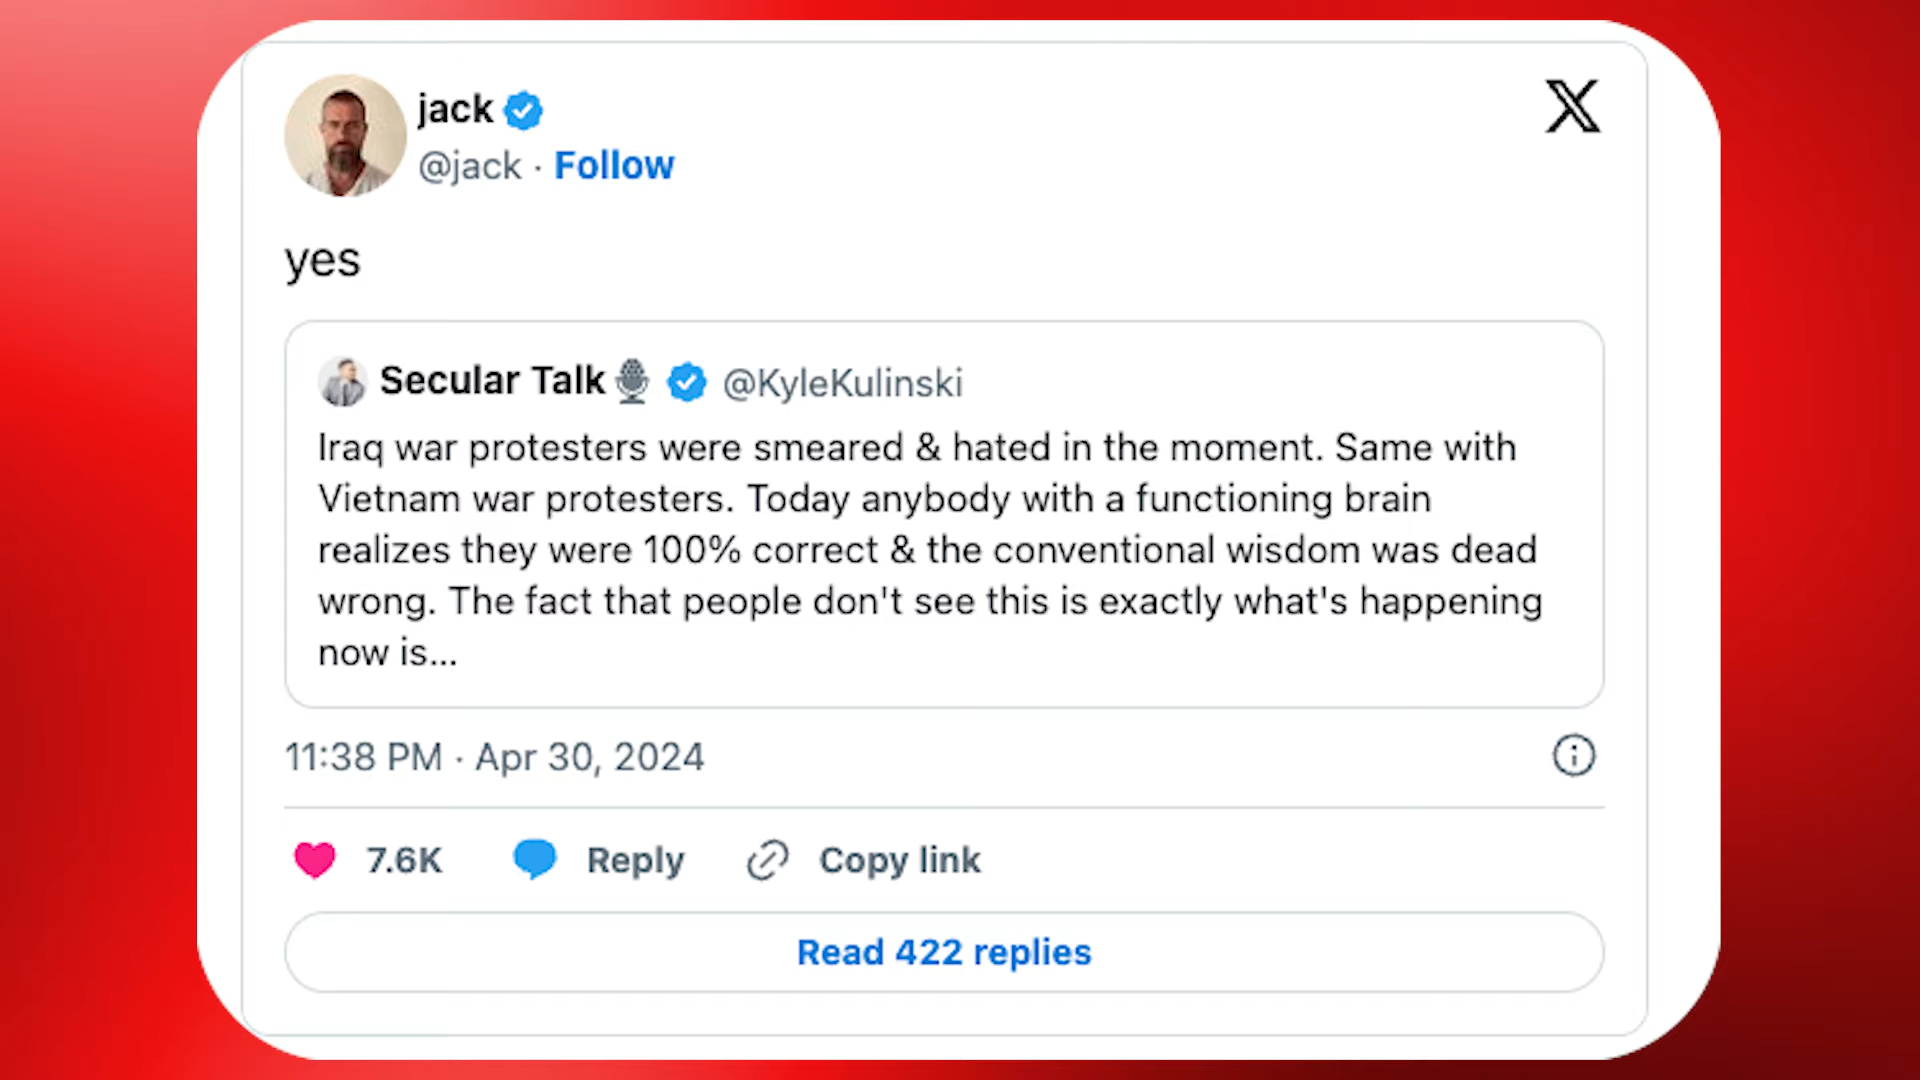 jack
@jack · Follow
yes
Secular Talk @KyleKulinski
Iraq war protesters were smeared & hated in the moment. Same with
Vietnam war protesters. Today anybody with a functioning brain
realizes they were 100% correct & the conventional wisdom was dead
wrong. The fact that people don't see this is exactly what's happening
now is...
11:38 PM · Apr 30, 2024
7.6K Reply Copy link
Read 422 replies